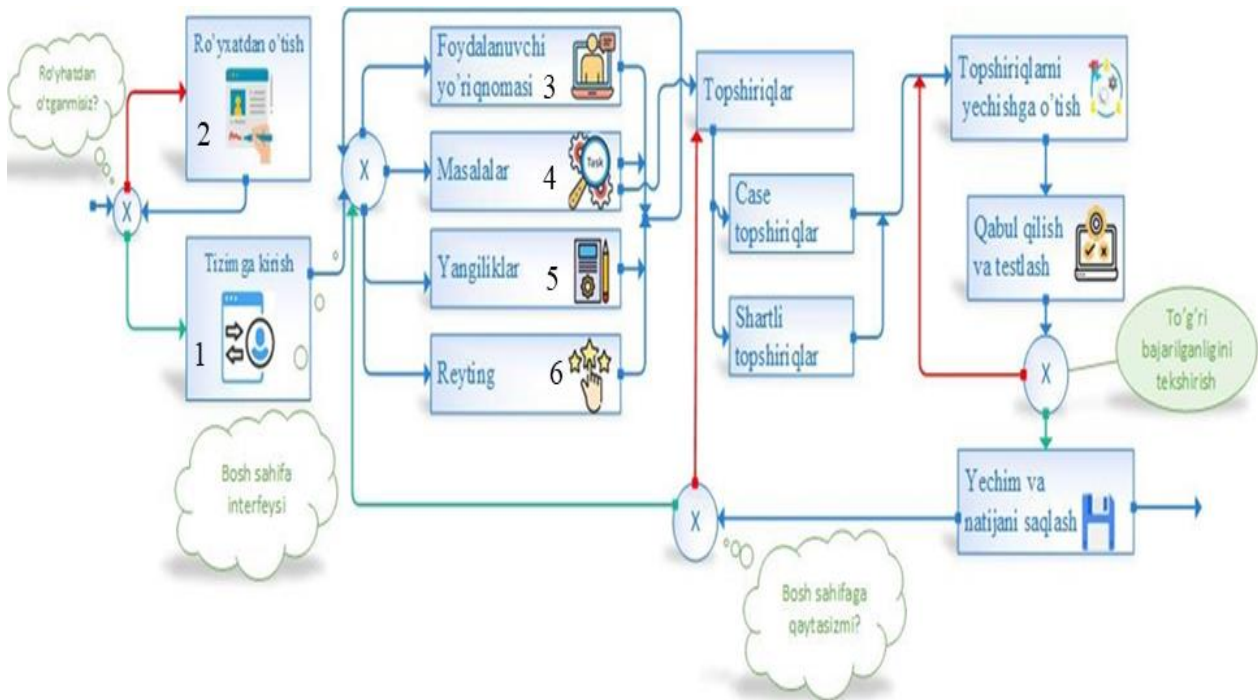 Ro'yhatdan
o'tganmisiz?
X
Ro'yxatdan o'tish
2
Tizimga kirish
1
Bosh sahifa
interfeysi
X
Foydalanuvchi
yo'riqnomasi
3
Masalalar
4
Task
Yangiliklar
5
Reyting
6
Topshiriqlar
Case
topshiriqlar
Shartli
topshiriqlar
Topshiriqlarni
yechishga o'tish
Qabul qilish
va testlash
X
To'g'ri
bajarilganligini
tekshirish
Yechim va
natijani saqlash
X
Bosh sahifaga
qaytasizmi?